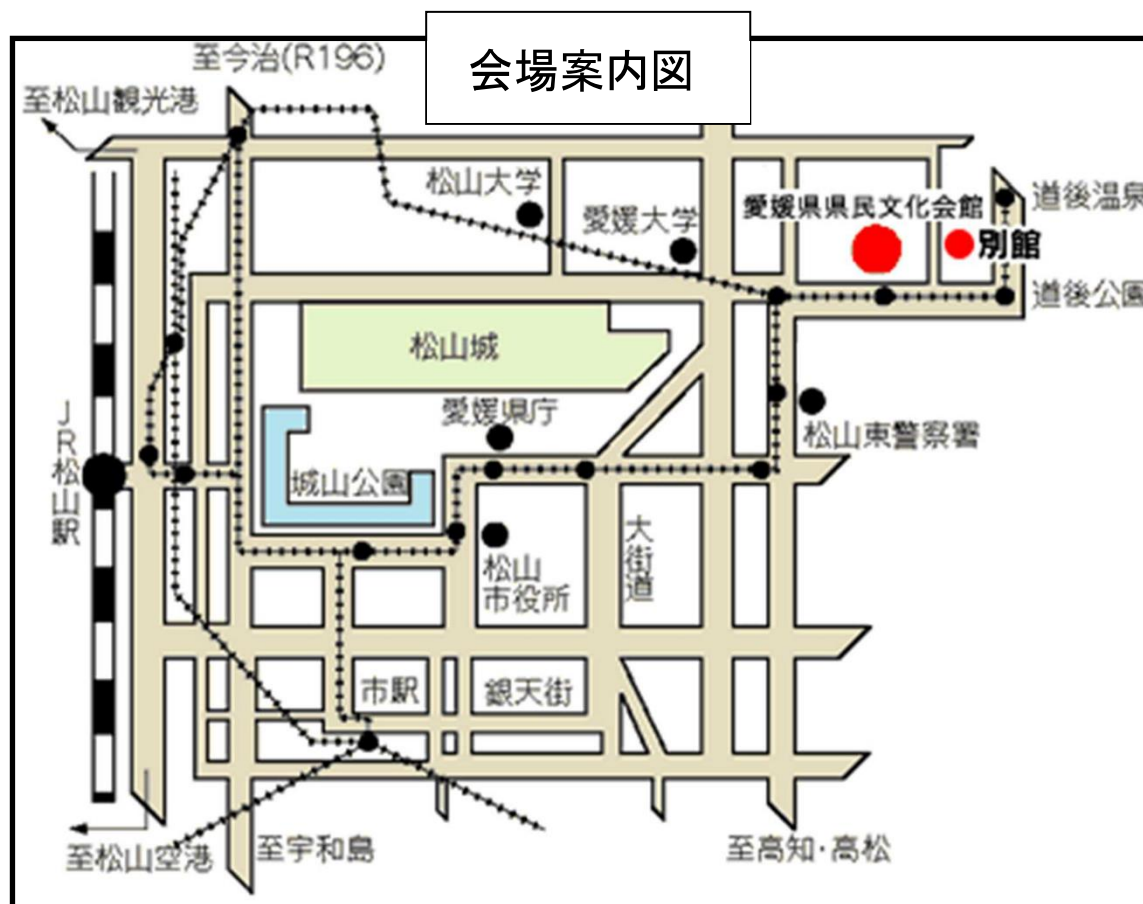 会場案内図
至今治(R196)
至松山観光港
松山大学
愛媛大学
愛媛県県民文化会館
道後温泉
別館
道後公園
松山城
愛媛県庁
松山東警察署
JR松山駅
城山公園
大街道
松山
市役所
市駅
銀天街
至松山空港
至宇和島
至高知・高松